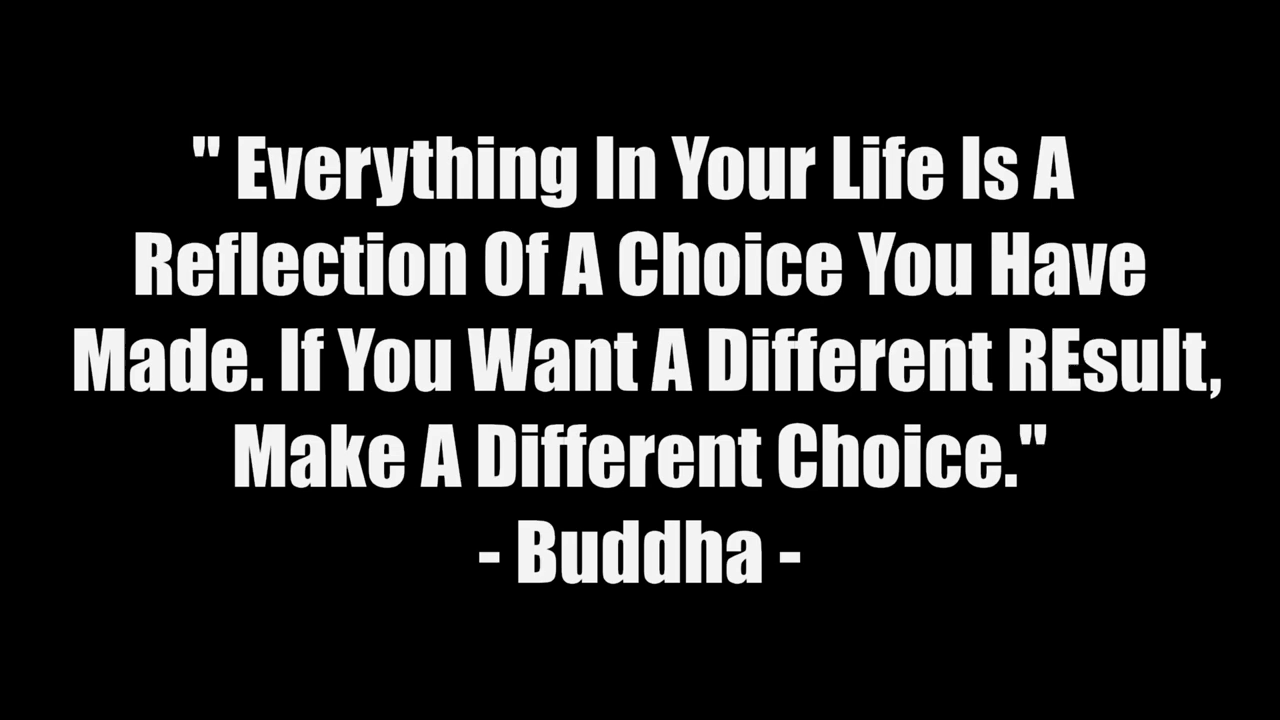 " Everything In Your Life Is A
Reflection Of A Choice You Have
Made. If You Want A Different REsult,
Make A Different Choice."
- Buddha -